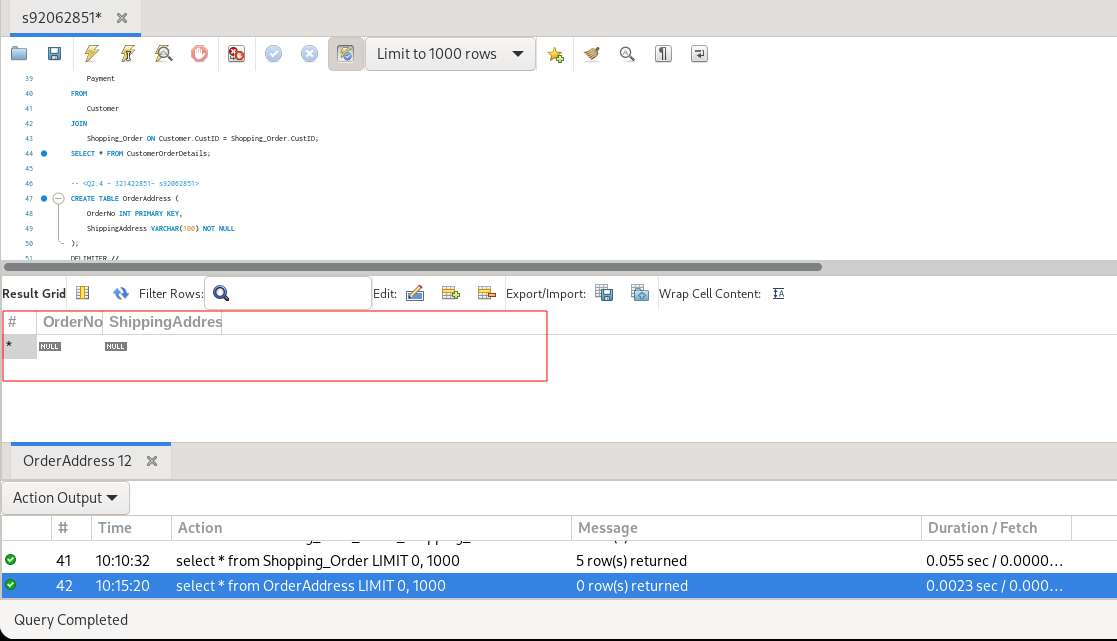 s92062851*
Limit to 1000 rows
39 Payment
40 FROM
41 Customer
42 JOIN
43 Shopping_Order ON Customer.CustID = Shopping_Order.CustID;
44 SELECT * FROM CustomerOrderDetails;
45
46 -- <Q2.4 - 321422851- s92062851>
47 CREATE TABLE OrderAddress (
48 OrderNo INT PRIMARY KEY,
49 ShippingAddress VARCHAR(100) NOT NULL
50 );
51 DELIMITER //
Result Grid Filter Rows: Edit: Export/Import: Wrap Cell Content:
# OrderNo ShippingAddres
* NULL NULL
OrderAddress 12
Action Output
# Time Action Message Duration / Fetch
41 10:10:32 select * from Shopping_Order LIMIT 0, 1000 5 row(s) returned 0.055 sec / 0.0000...
42 10:15:20 select * from OrderAddress LIMIT 0, 1000 0 row(s) returned 0.0023 sec / 0.000...
Query Completed